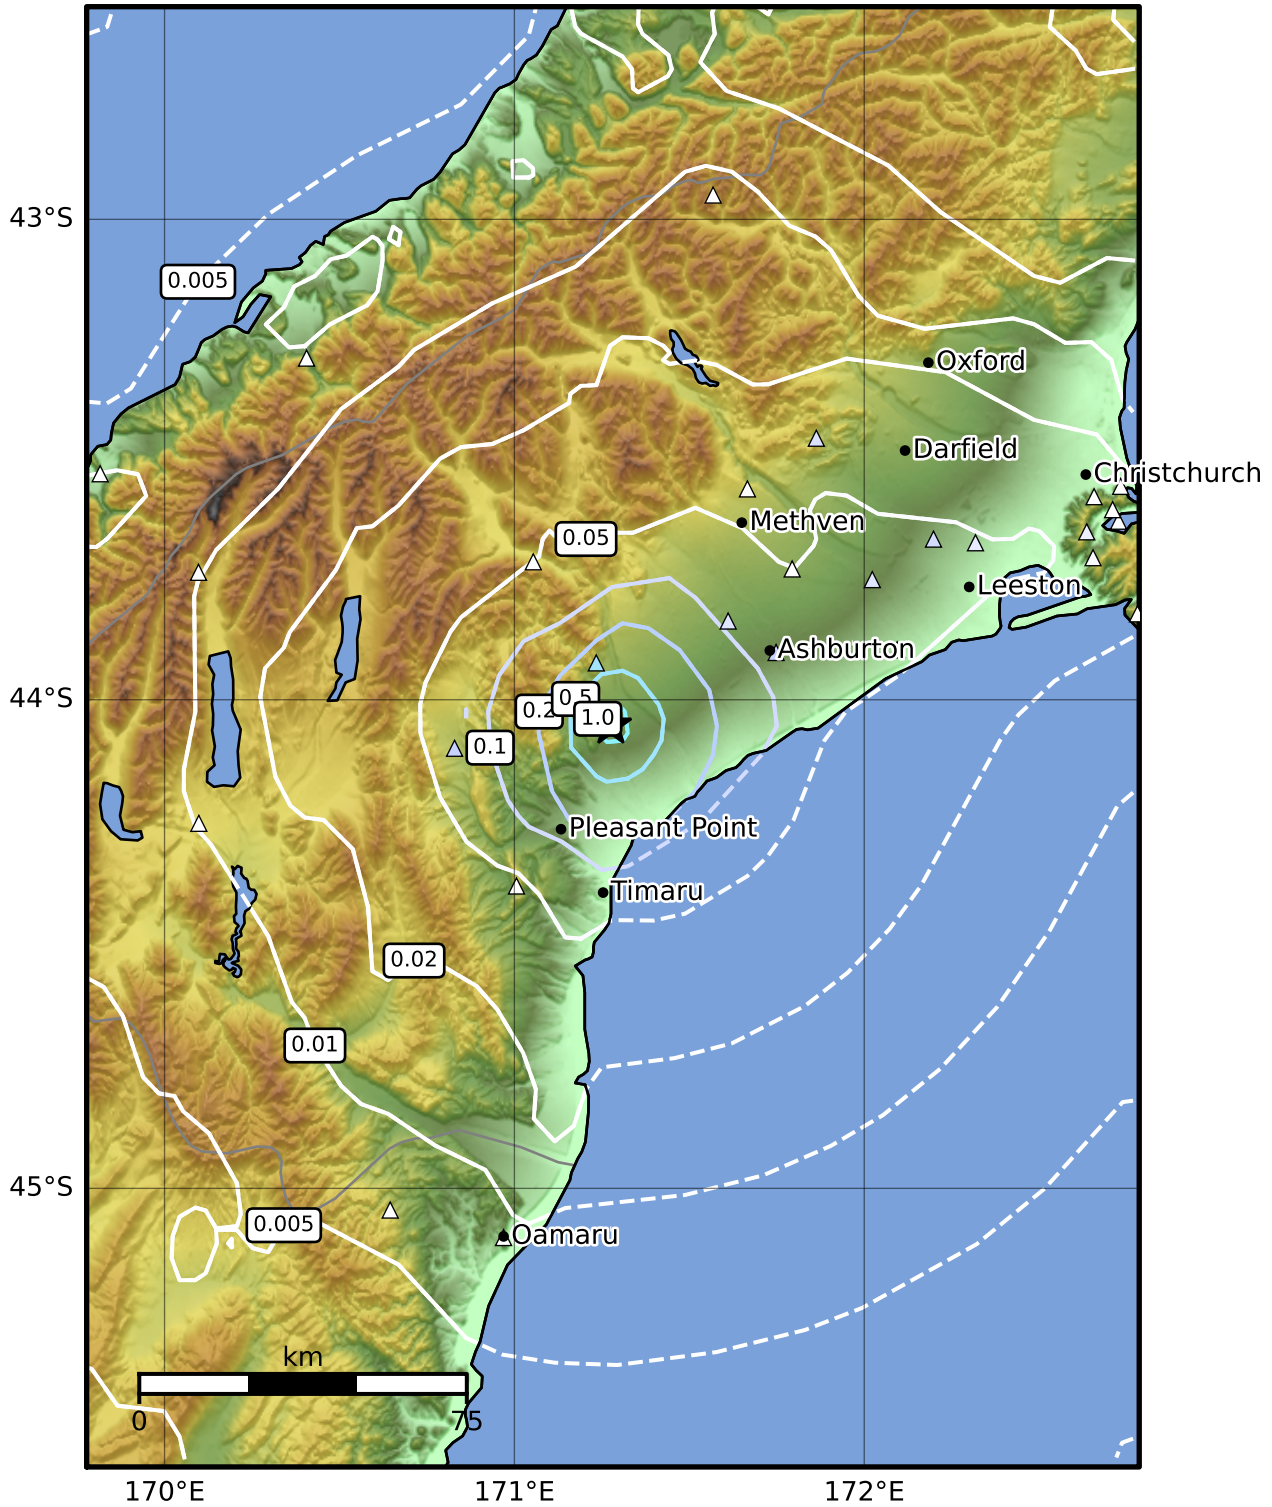 43°S
0.005
Oxford
Darfield
Christchurch
Methven
0.05
Leeston
Ashburton
44°S
0.2
0.5
1.0
0.1
Pleasant Point
Timaru
0.02
0.01
45°S
0.005
Oamaru
km
0
75
170°E
171°E
172°E